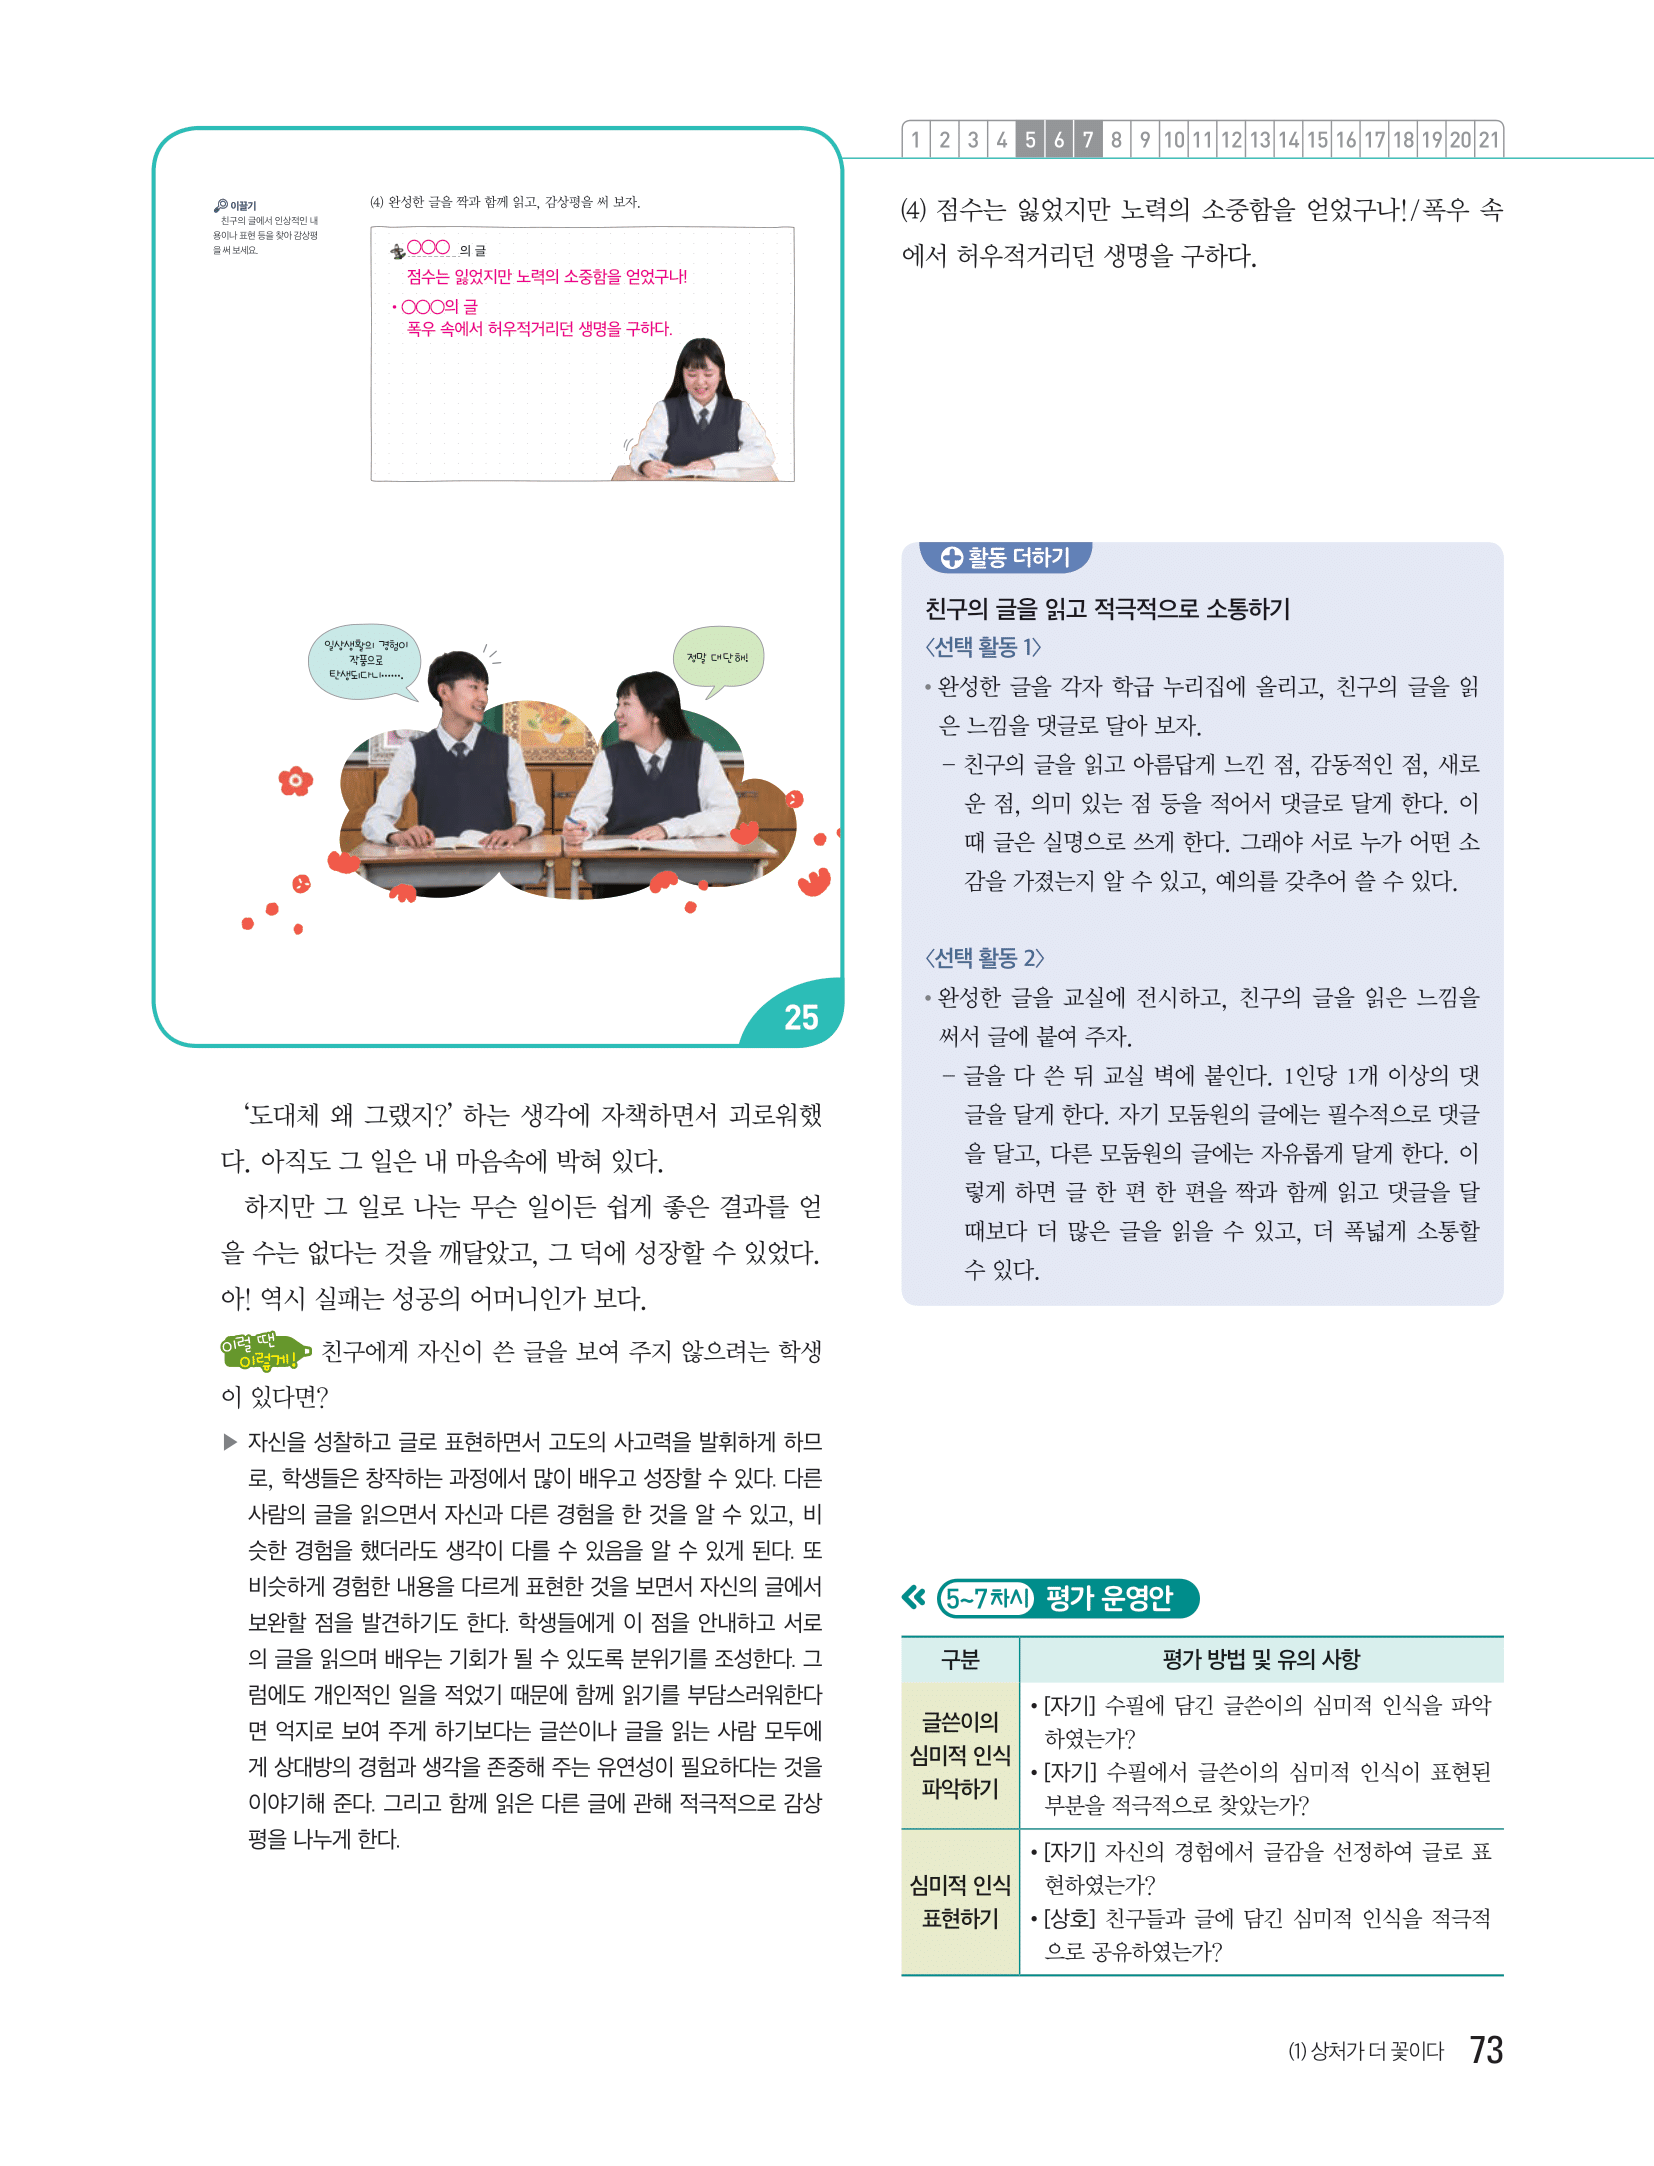 1 2 3 4 5 6 7 8 9 10 11 12 13 14 15 16 17 18 19 20 21
이끌기
친구의 글에서 인상적인 내
용이나 표현 등을 찾아 감상평
을 써 보세요.
(4) 완성한 글을 짝과 함께 읽고, 감상평을 써 보자.
○○○ 의 글
점수는 잃었지만 노력의 소중함을 얻었구나!
• ○○○의 글
폭우 속에서 허우적거리던 생명을 구하다.
일상생활의 경험이
작품으로
탄생되다니…….
정말 대단해!
25
‘도대체 왜 그랬지?’ 하는 생각에 자책하면서 괴로워했
다. 아직도 그 일은 내 마음속에 박혀 있다.
하지만 그 일로 나는 무슨 일이든 쉽게 좋은 결과를 얻
을 수는 없다는 것을 깨달았고, 그 덕에 성장할 수 있었다.
아! 역시 실패는 성공의 어머니인가 보다.
이럴 땐
이렇게!
친구에게 자신이 쓴 글을 보여 주지 않으려는 학생
이 있다면?
▶ 자신을 성찰하고 글로 표현하면서 고도의 사고력을 발휘하게 하므
로, 학생들은 창작하는 과정에서 많이 배우고 성장할 수 있다. 다른
사람의 글을 읽으면서 자신과 다른 경험을 한 것을 알 수 있고, 비
슷한 경험을 했더라도 생각이 다를 수 있음을 알 수 있게 된다. 또
비슷하게 경험한 내용을 다르게 표현한 것을 보면서 자신의 글에서
보완할 점을 발견하기도 한다. 학생들에게 이 점을 안내하고 서로
의 글을 읽으며 배우는 기회가 될 수 있도록 분위기를 조성한다. 그
럼에도 개인적인 일을 적었기 때문에 함께 읽기를 부담스러워한다
면 억지로 보여 주게 하기보다는 글쓴이나 글을 읽는 사람 모두에
게 상대방의 경험과 생각을 존중해 주는 유연성이 필요하다는 것을
이야기해 준다. 그리고 함께 읽은 다른 글에 관해 적극적으로 감상
평을 나누게 한다.
(4) 점수는 잃었지만 노력의 소중함을 얻었구나!/폭우 속
에서 허우적거리던 생명을 구하다.
활동 더하기
친구의 글을 읽고 적극적으로 소통하기
〈선택 활동 1〉
• 완성한 글을 각자 학급 누리집에 올리고, 친구의 글을 읽
은 느낌을 댓글로 달아 보자.
– 친구의 글을 읽고 아름답게 느낀 점, 감동적인 점, 새로
운 점, 의미 있는 점 등을 적어서 댓글로 달게 한다. 이
때 글은 실명으로 쓰게 한다. 그래야 서로 누가 어떤 소
감을 가졌는지 알 수 있고, 예의를 갖추어 쓸 수 있다.
〈선택 활동 2〉
• 완성한 글을 교실에 전시하고, 친구의 글을 읽은 느낌을
써서 글에 붙여 주자.
– 글을 다 쓴 뒤 교실 벽에 붙인다. 1인당 1개 이상의 댓
글을 달게 한다. 자기 모둠원의 글에는 필수적으로 댓글
을 달고, 다른 모둠원의 글에는 자유롭게 달게 한다. 이
렇게 하면 글 한 편 한 편을 짝과 함께 읽고 댓글을 달
때보다 더 많은 글을 읽을 수 있고, 더 폭넓게 소통할
수 있다.
5~7차시 평가 운영안
구분
평가 방법 및 유의 사항
글쓴이의
심미적 인식
파악하기
• [자기] 수필에 담긴 글쓴이의 심미적 인식을 파악
하였는가?
• [자기] 수필에서 글쓴이의 심미적 인식이 표현된
부분을 적극적으로 찾았는가?
심미적 인식
표현하기
• [자기] 자신의 경험에서 글감을 선정하여 글로 표
현하였는가?
• [상호] 친구들과 글에 담긴 심미적 인식을 적극적
으로 공유하였는가?
(1) 상처가 더 꽃이다 73